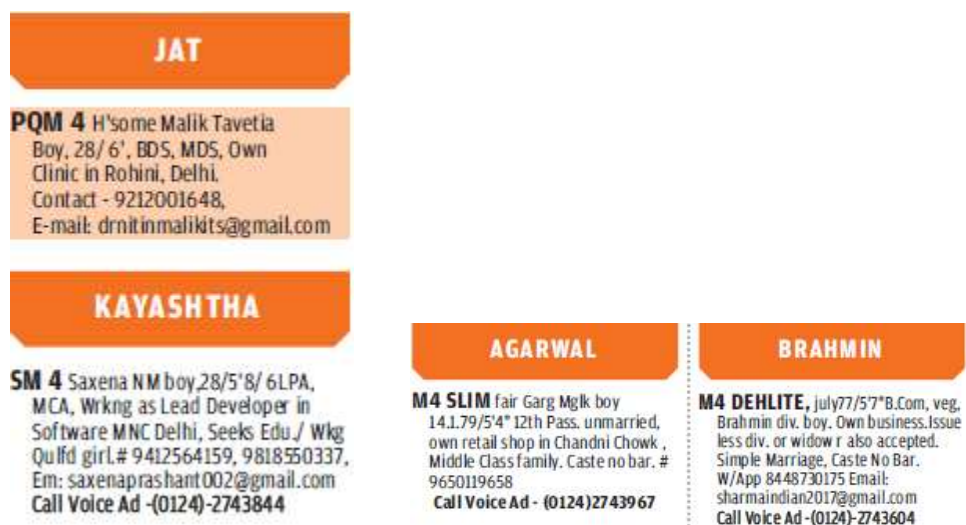 JAT
PQM 4 H'some Malik Tavetia
Boy, 28/ 6', BDS, MDS, Own
Clinic in Rohini, Delhi.
Contact - 9212001648,
E-mail: drnitinmalikits@gmail.com
KAYASHTHA
SM 4 Saxena NM boy,28/5'8/ 6LPA,
MCA, Wrkng as Lead Developer in
Software MNC Delhi, Seeks Edu./ Wkg
Qulfd girl.# 9412564159, 9818550337,
Em: saxenaprashant002@gmail.com
Call Voice Ad -(0124)-2743844
AGARWAL
M4 SLIM fair Garg Mglk boy
14.1.79/5'4" 12th Pass. unmarried,
own retail shop in Chandni Chowk ,
Middle Class family. Caste no bar. #
9650119658
Call Voice Ad - (0124)2743967
BRAHMIN
M4 DEHLITE, july77/5'7"B.Com, veg,
Brahmin div. boy. Own business.Issue
less div. or widow r also accepted.
Simple Marriage, Caste No Bar.
W/App 8448730175 Email:
sharmaindian2017@gmail.com
Call Voice Ad -(0124)-2743604